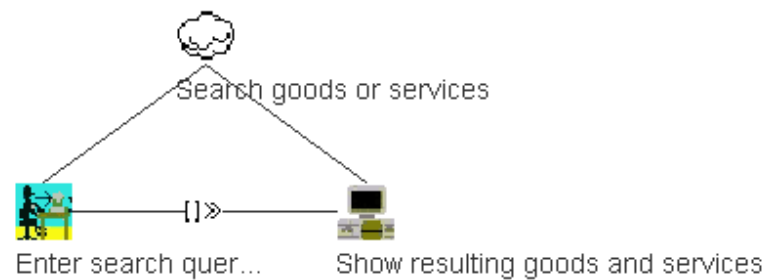 Search goods or services
[]»
Enter search quer...
Show resulting goods and services